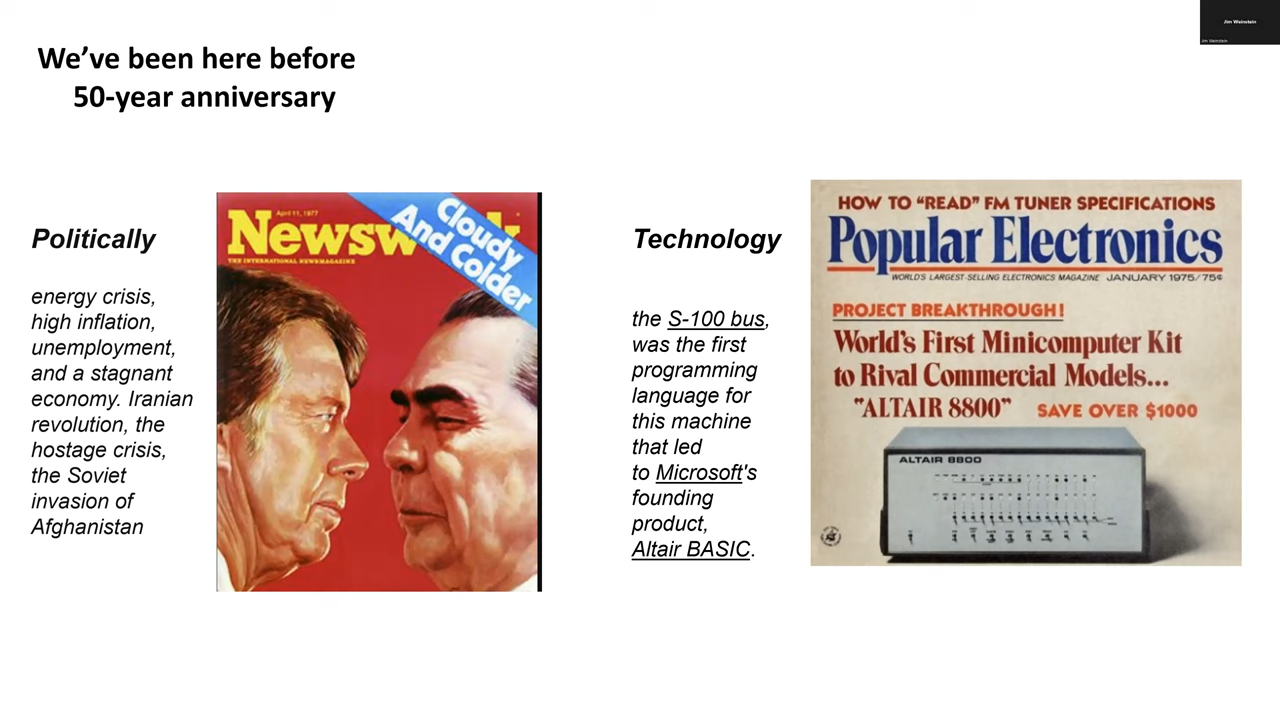 Jim Weinstein
Jim Weinstein
We’ve been here before
50-year anniversary
Politically
energy crisis,
high inflation,
unemployment,
and a stagnant
economy. Iranian
revolution, the
hostage crisis,
the Soviet
invasion of
Afghanistan
April 11, 1977
Newsw k
THE INTERNATIONAL NEWSMAGAZINE
Cloudy
And Colder
Technology
the S-100 bus,
was the first
programming
language for
this machine
that led
to Microsoft's
founding
product,
Altair BASIC.
HOW TO “READ” FM TUNER SPECIFICATIONS
Popular Electronics
WORLD'S LARGEST-SELLING ELECTRONICS MAGAZINE JANUARY 1975/75¢
PROJECT BREAKTHROUGH!
World's First Minicomputer Kit
to Rival Commercial Models...
"ALTAIR 8800" SAVE OVER $1000
ALTAIR 8800